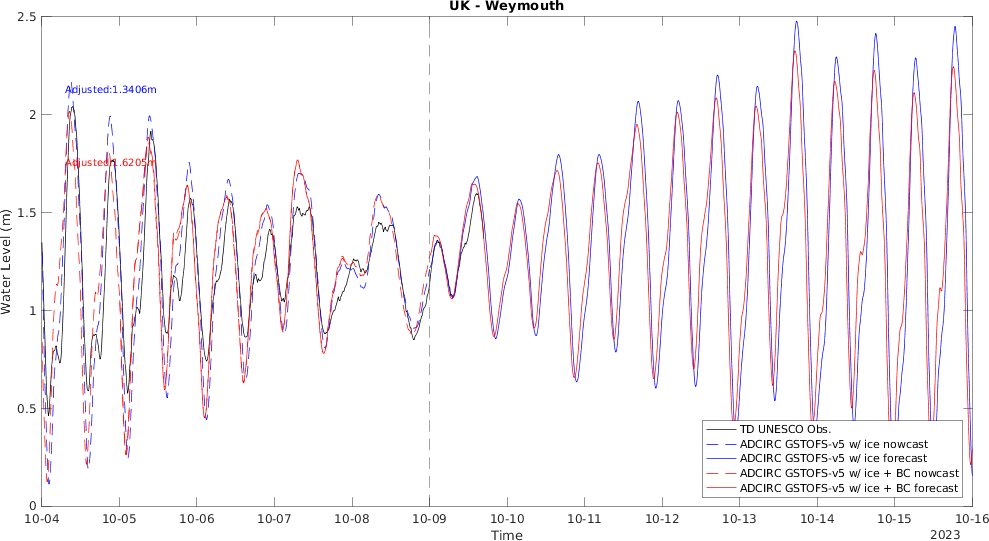 UK - Weymouth
2.5
2
1.5
1
0.5
0
Water Level (m)
Adjusted:1.3406m
Adjusted:1.6205m
TD UNESCO Obs.
ADCIRC GSTOFS-v5 w/ ice nowcast
ADCIRC GSTOFS-v5 w/ ice forecast
ADCIRC GSTOFS-v5 w/ ice + BC nowcast
ADCIRC GSTOFS-v5 w/ ice + BC forecast
10-04 10-05 10-06 10-07 10-08 10-09 10-10 10-11 10-12 10-13 10-14 10-15 10-16
Time
2023